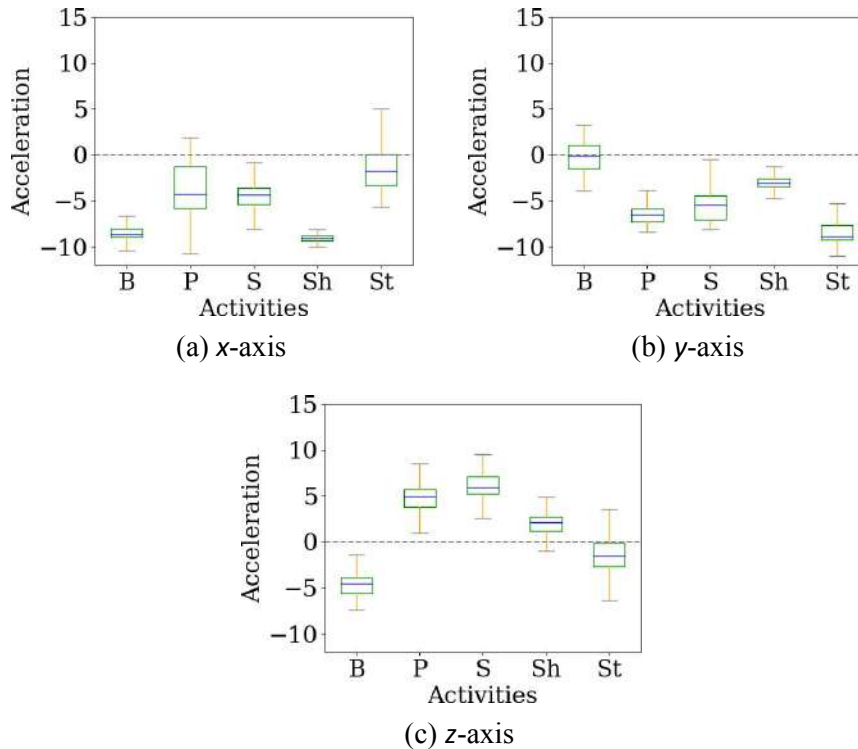 15
10
5
0
−5
−10
Acceleration
B P S Sh St
Activities
(a) x-axis
15
10
5
0
−5
−10
Acceleration
B P S Sh St
Activities
(b) y-axis
15
10
5
0
−5
−10
Acceleration
B P S Sh St
Activities
(c) z-axis